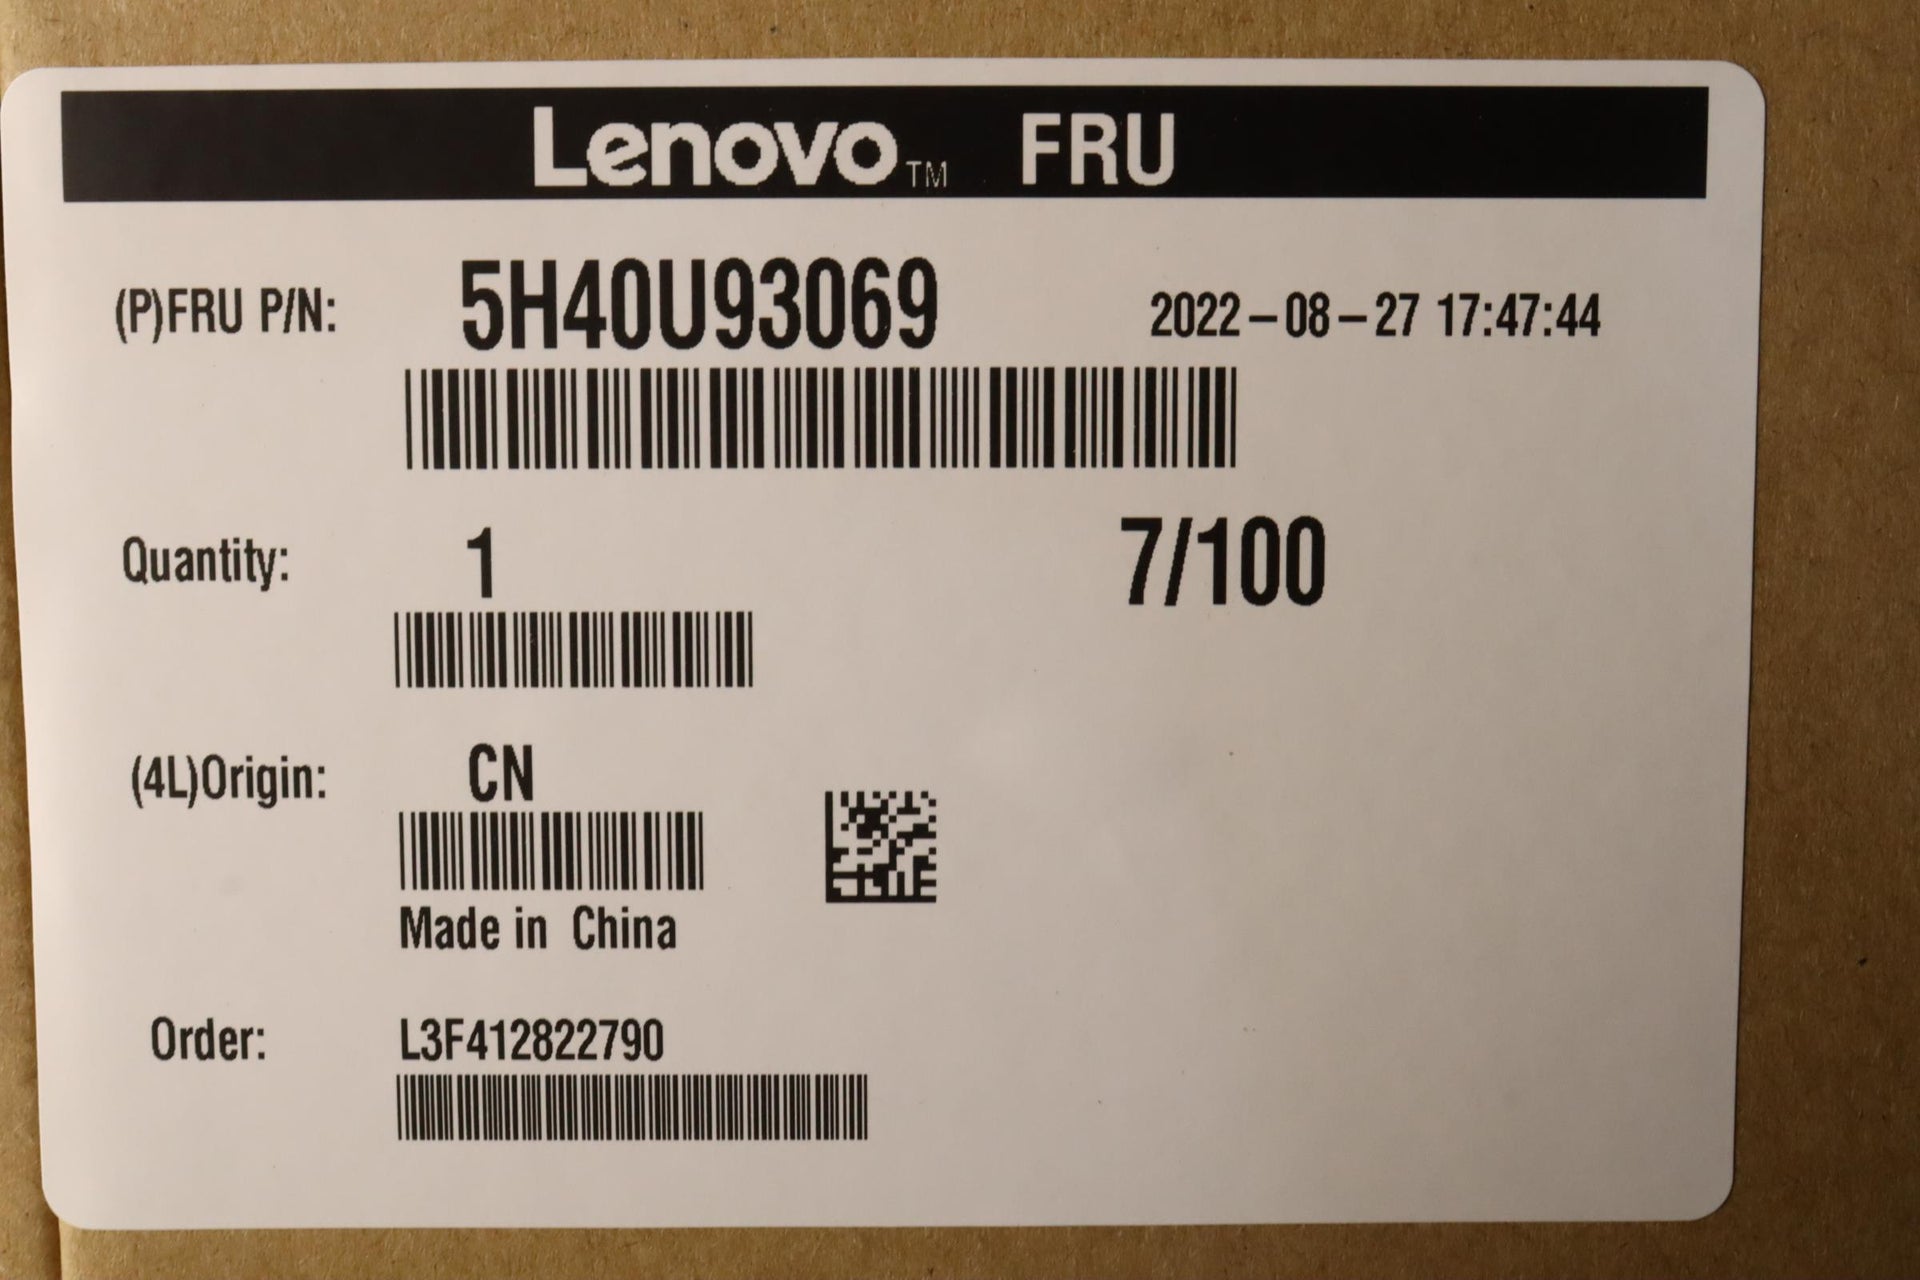 Lenovo™ FRU
(P)FRU P/N: 5H40U93069 2022-08-27 17:47:44
Quantity: 1 7/100
(4L)Origin: CN
Made in China
Order: L3F412822790